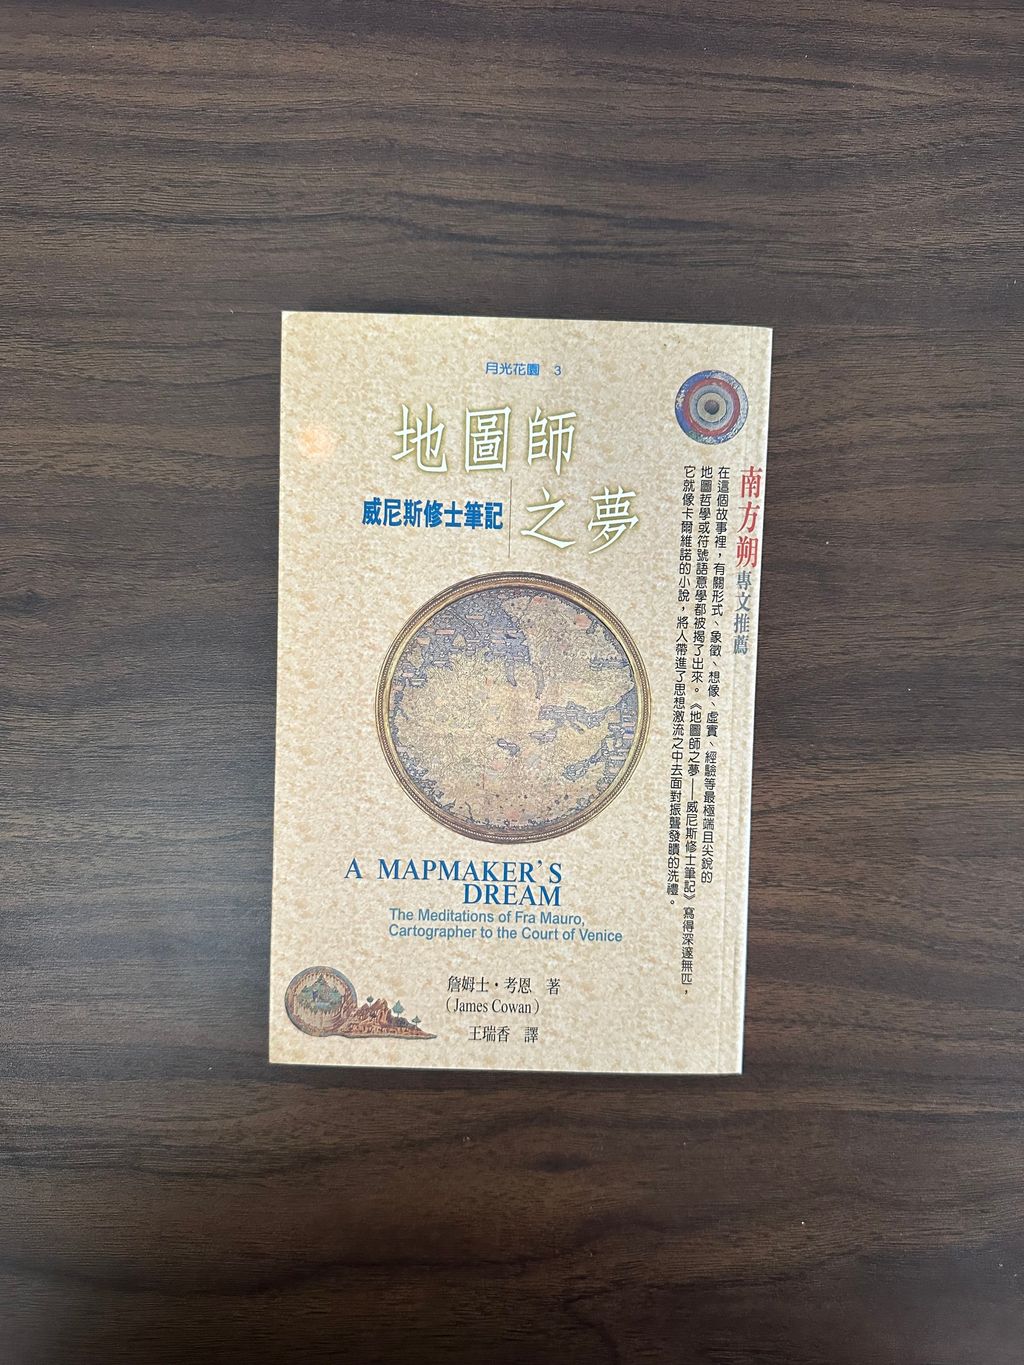 月光花園 3
地圖師
之夢
威尼斯修士筆記
南方朔專文推薦
在這個故事裡，有關形式、象徵、想像、虛實、經驗等最極端且尖銳的
地圖哲學或符號語意學都被揭了出來。《地圖師之夢——威尼斯修士筆記》寫得深邃無匹，
它就像卡爾維諾的小說，將人帶進了思想激流之中去面對振聾發聵的洗禮。
A MAPMAKER'S
DREAM
The Meditations of Fra Mauro,
Cartographer to the Court of Venice
詹姆士・考恩 著
（James Cowan）
王瑞香 譯